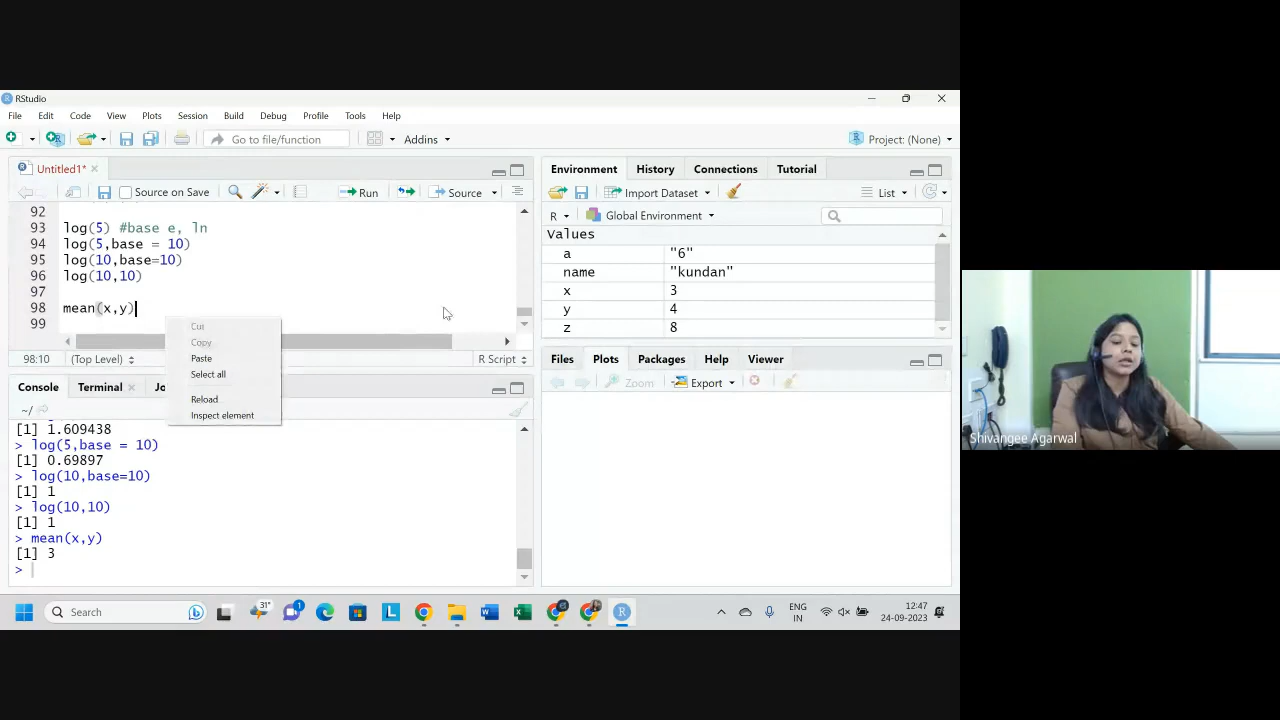 RStudio
File Edit Code View Plots Session Build Debug Profile Tools Help
Go to file/function Addins Project: (None)
Untitled1*
Source on Save Run Source
92
93 log(5) #base e, ln
94 log(5,base = 10)
95 log(10,base=10)
96 log(10,10)
97
98 mean(x,y)
99
98:10 (Top Level) R Script
Cut
Copy
Paste
Select all
Reload
Inspect element
Console Terminal
~/
[1] 1.609438
> log(5,base = 10)
[1] 0.69897
> log(10,base=10)
[1] 1
> log(10,10)
[1] 1
> mean(x,y)
[1] 3
>
Environment History Connections Tutorial
Import Dataset List
R Global Environment
Values
a "6"
name "kundan"
x 3
y 4
z 8
Files Plots Packages Help Viewer
Zoom Export
Shivangee Agarwal
Search 31° 1 ENG IN 12:47 24-09-2023